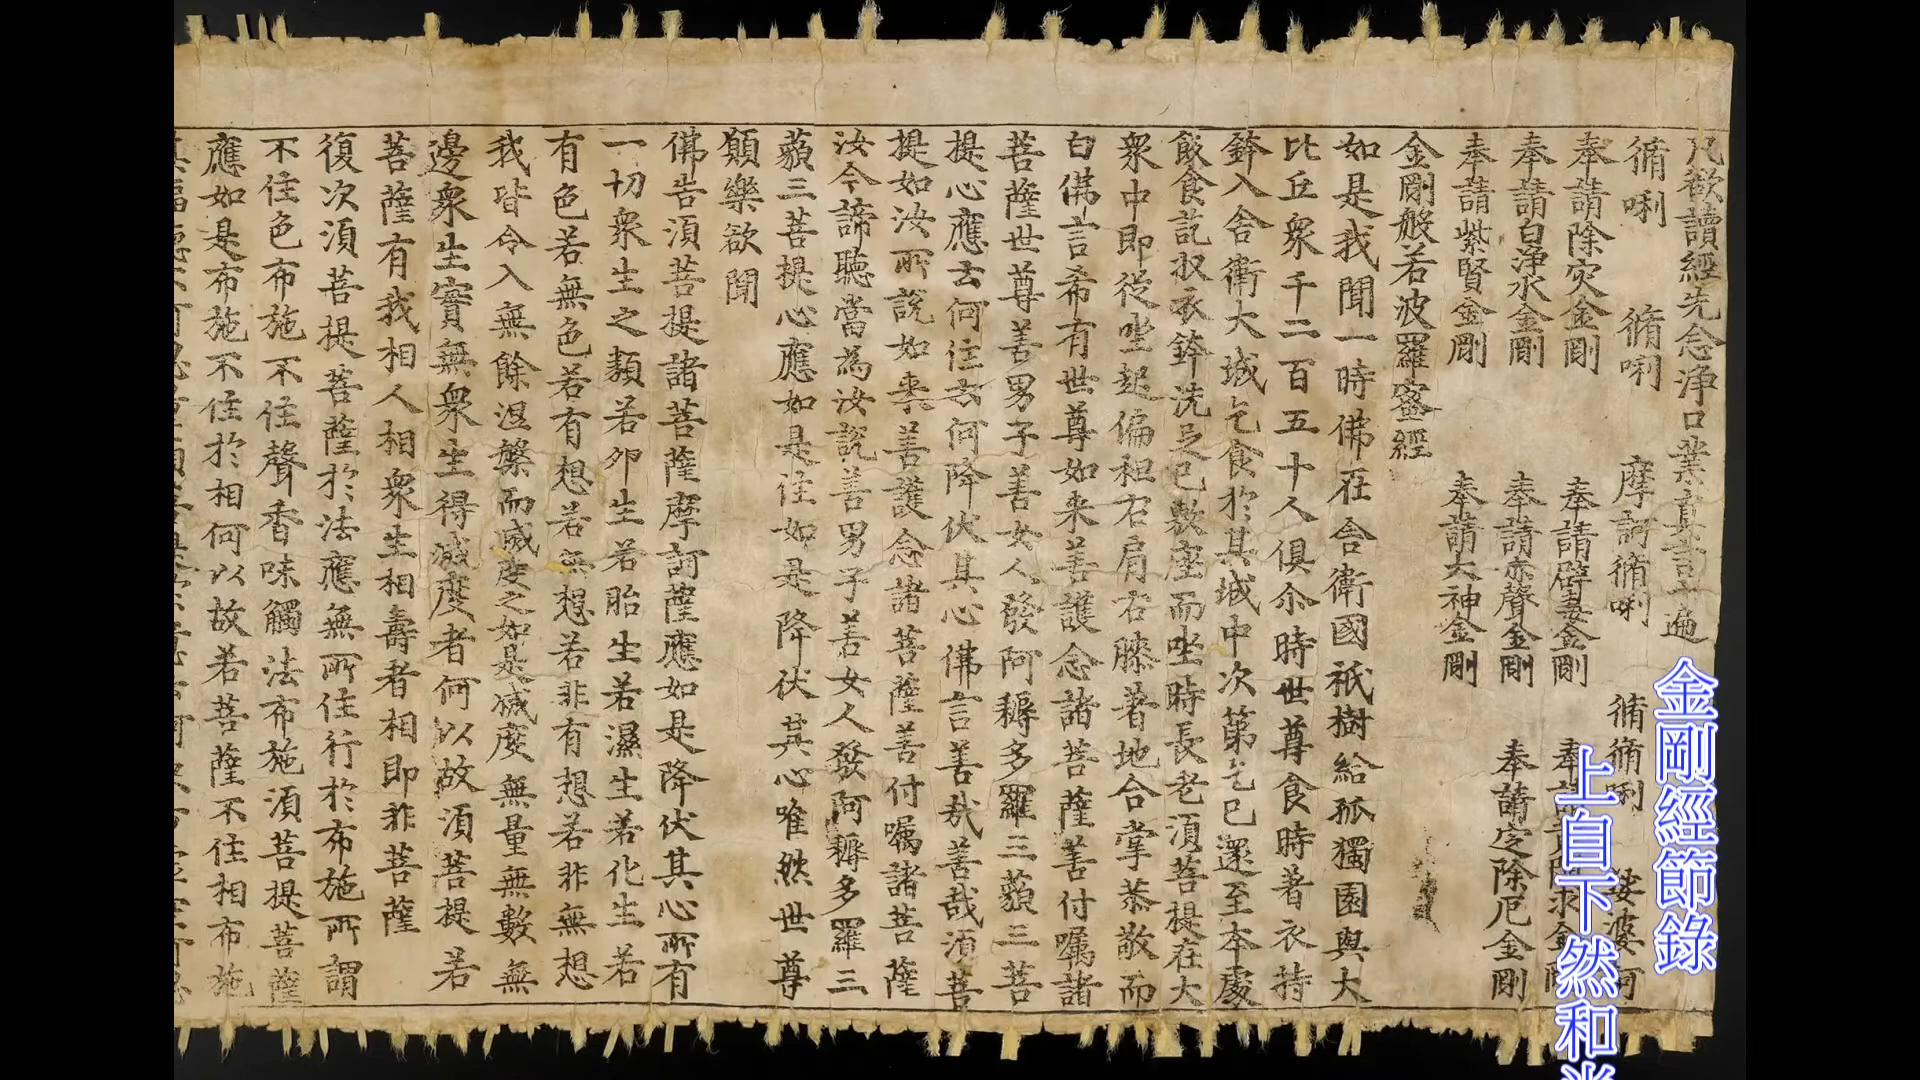 凡欲讀經先念淨口業真言一遍
脩唎 脩唎 摩訶脩唎 脩脩唎 娑婆訶
奉請除灾金剛 奉請辟毒金剛 奉請 求金剛
奉請白淨水金剛 奉請赤聲金剛 奉請定除厄金剛
奉請紫賢金剛 奉請大神金剛
金剛般若波羅蜜經
如是我聞一時佛在舍衛國祇樹給孤獨園與大
比丘衆千二百五十人俱尒時世尊食時著衣持
鉢入舍衛大城乞食於其城中次第乞已還至本處
飯食訖収衣鉢洗足已敷座而坐時長老湏菩提在大
衆中即從坐起偏袒右肩右膝著地合掌恭敬而
白佛言希有世尊如来善護念諸菩薩善付嘱諸
菩薩世尊善男子善女人發阿耨多羅三藐三菩
提心應云何住云何降伏其心佛言善哉善哉湏菩
提如汝所說如来善護念諸菩薩善付嘱諸菩薩
汝今諦聽當為汝說善男子善女人發阿耨多羅三
藐三菩提心應如是住如是降伏其心唯然世尊
願樂欲聞
佛告湏菩提諸菩薩摩訶薩應如是降伏其心所有
一切衆生之類若卵生若胎生若濕生若化生若
有色若無色若有想若無想若非有想若非無想
我皆令入無餘涅槃而滅度之如是滅度無量無數無
邊衆生實無衆生得滅度者何以故湏菩提若
菩薩有我相人相衆生相壽者相即非菩薩
復次湏菩提菩薩於法應無所住行於布施所謂
不住色布施不住聲香味觸法布施湏菩提菩薩
應如是布施不住於相何以故若菩薩不住相布施
金剛經節錄
上自下然和尚